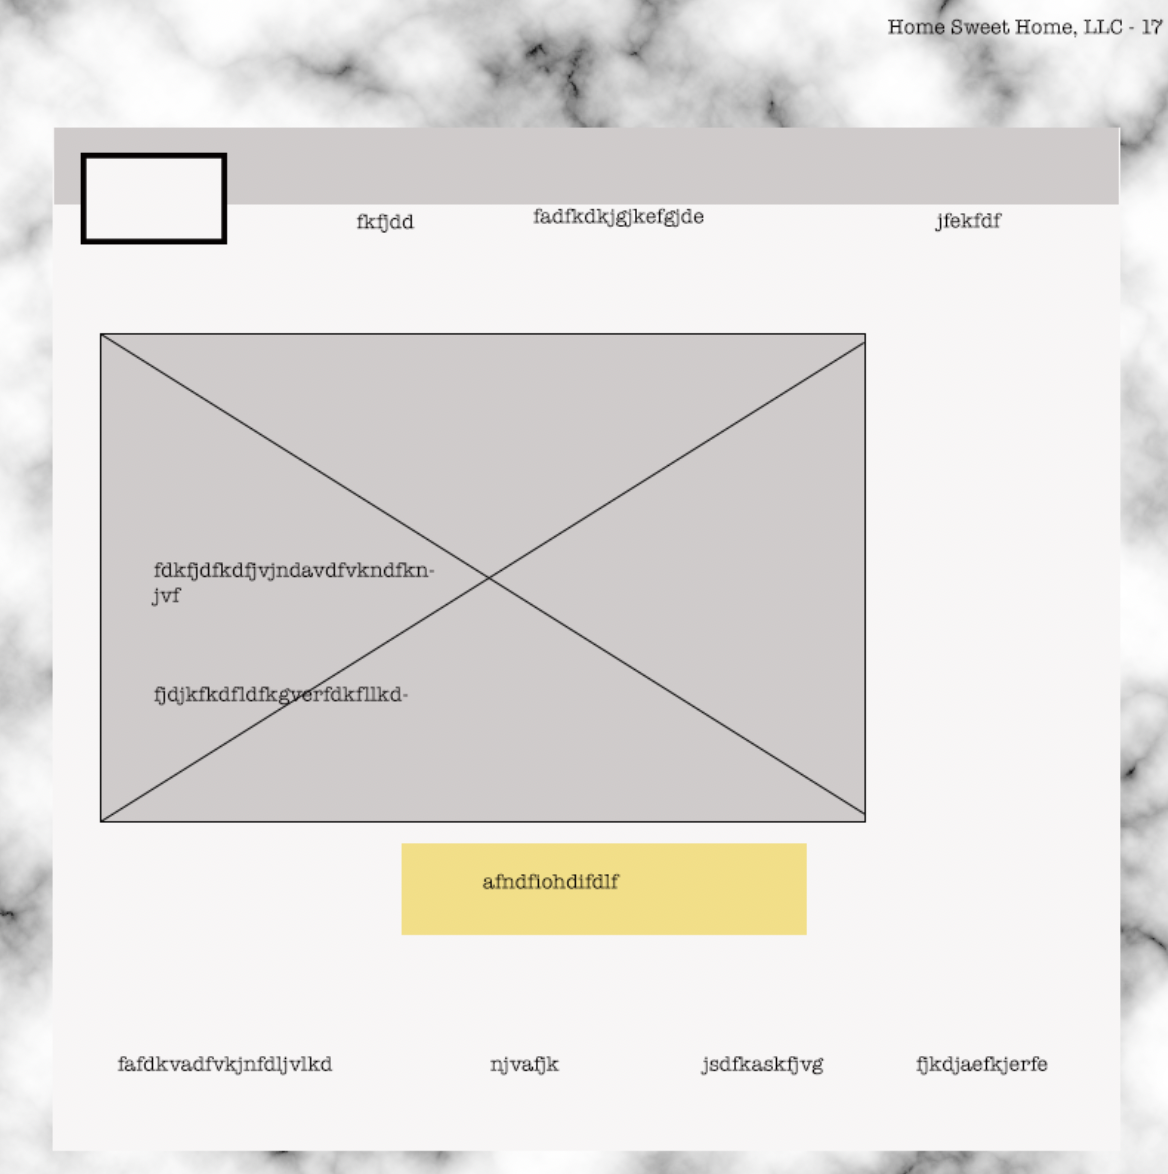 Home Sweet Home, LLC - 17
fkfjdd fadfkdkjgjkefgjde jfekfdf
fdkfjdfkdfjvjndavdfvkndfkn-
jvf
fjdjkfkdfldfkgverfdkfllkd-
afndfiohdifdlf
fafdkvadfvkjnfdljvlkd njvafjk jsdfkaskfjvg fjkdjaefkjerfe